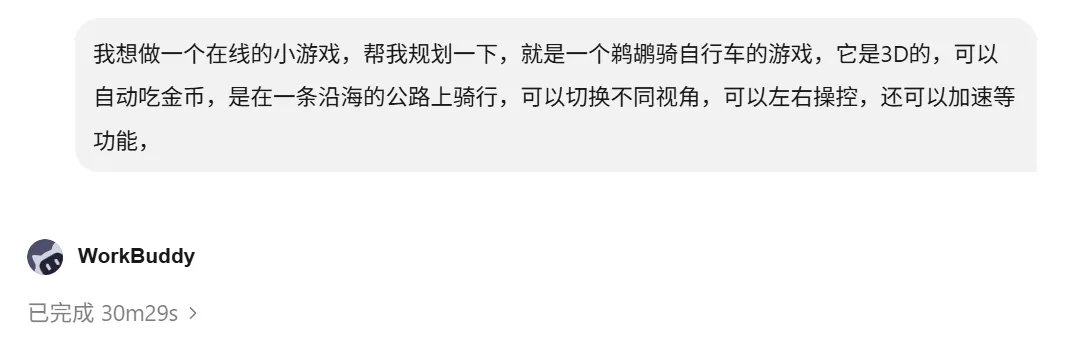 我想做一个在线的小游戏，帮我规划一下，就是一个鹈鹕骑自行车的游戏，它是3D的，可以
自动吃金币，是在一条沿海的公路上骑行，可以切换不同视角，可以左右操控，还可以加速等
功能，
WorkBuddy
已完成 30m29s >